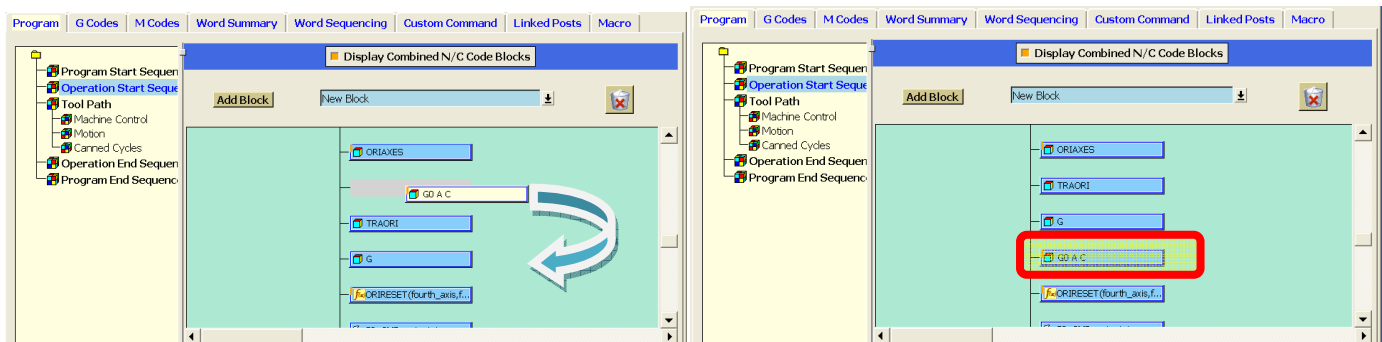 Program G Codes M Codes Word Summary Word Sequencing Custom Command Linked Posts Macro
Display Combined N/C Code Blocks
Program Start Sequen
Operation Start Seque
Tool Path
Machine Control
Motion
Canned Cycles
Operation End Sequen
Program End Sequenc
Add Block
New Block
ORIAXES
G0 A C
TRAORI
G
ORIRESET(fourth_axis,f...
Program G Codes M Codes Word Summary Word Sequencing Custom Command Linked Posts Macro
Display Combined N/C Code Blocks
Program Start Sequen
Operation Start Seque
Tool Path
Machine Control
Motion
Canned Cycles
Operation End Sequen
Program End Sequenc
Add Block
New Block
ORIAXES
TRAORI
G
G0 A C
ORIRESET(fourth_axis,f...